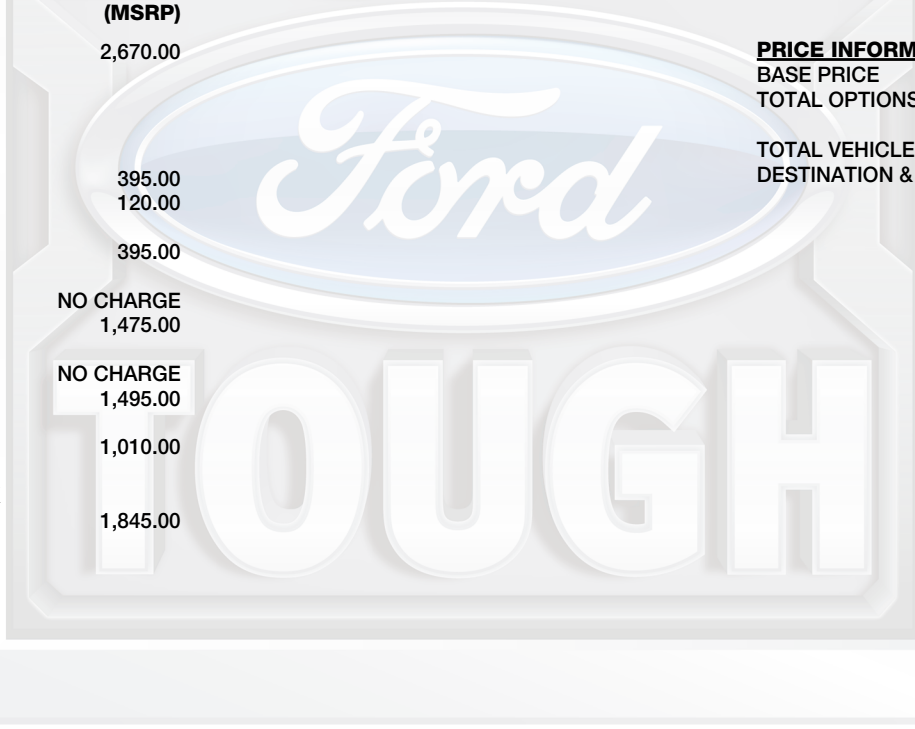 (MSRP)
2,670.00
395.00
120.00
395.00
NO CHARGE
1,475.00
NO CHARGE
1,495.00
1,010.00
1,845.00
PRICE INFORM
BASE PRICE
TOTAL OPTIONS
TOTAL VEHICLE
DESTINATION &
Ford
TOUGH